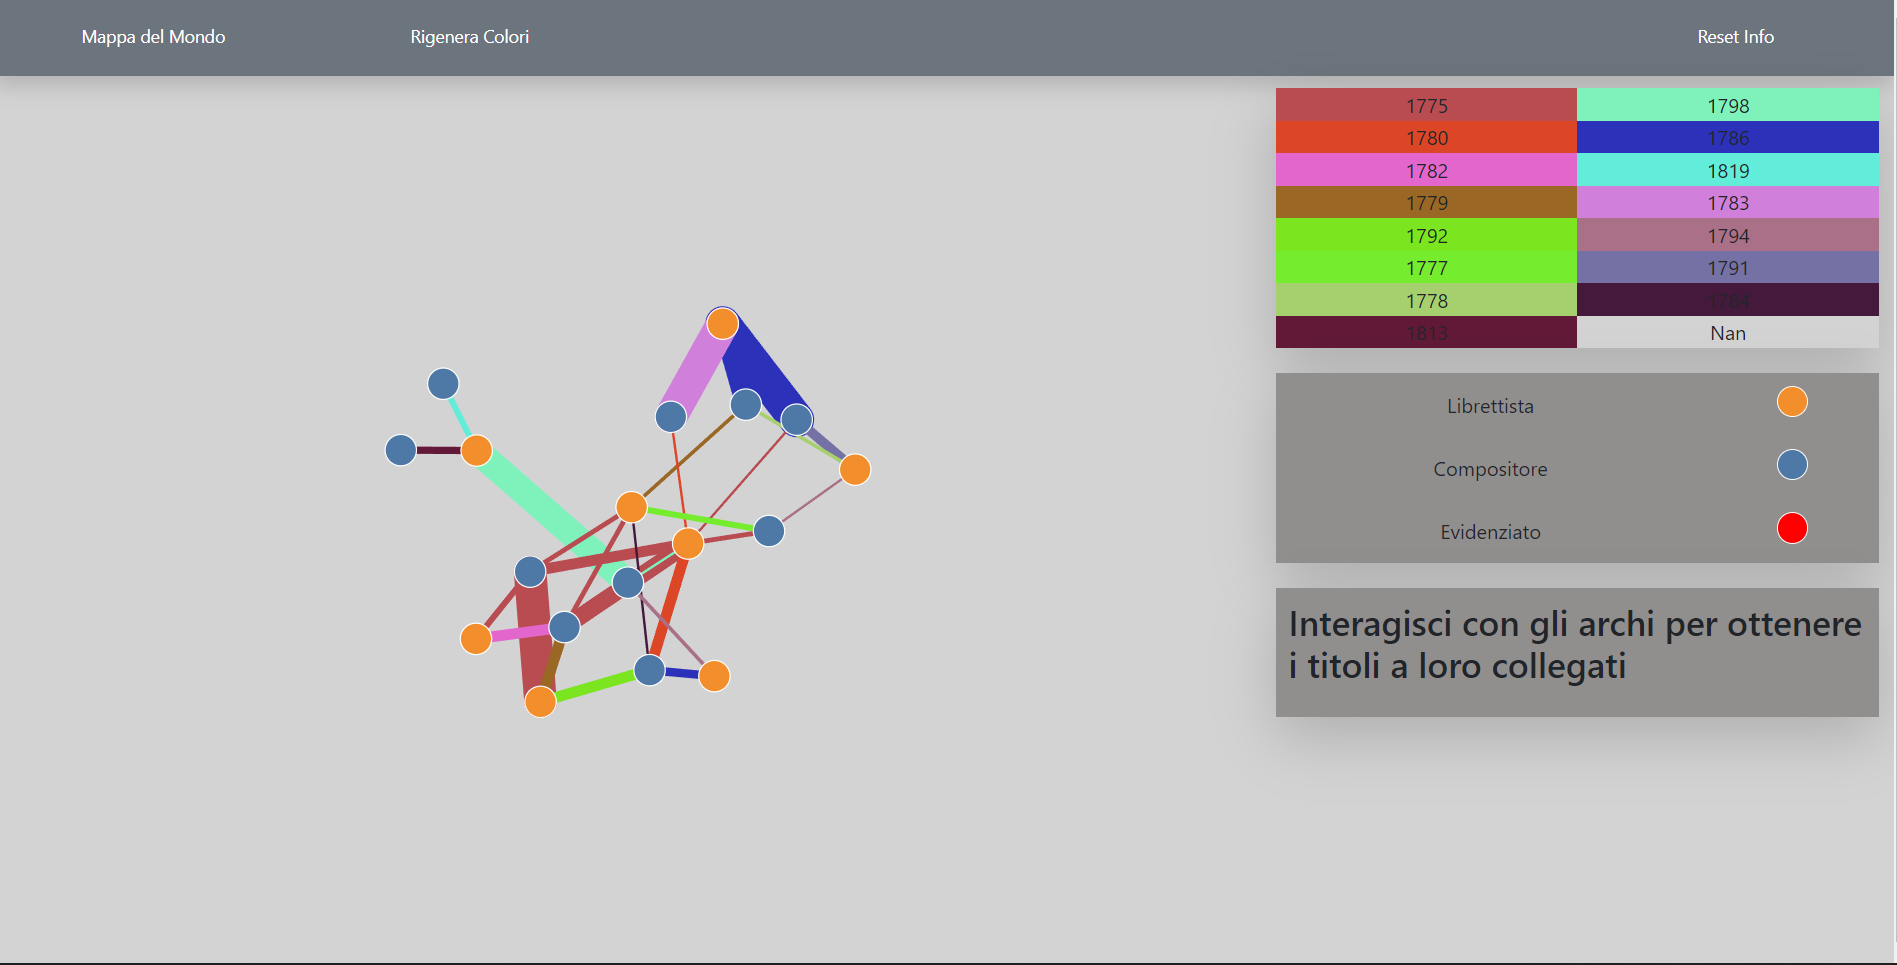 Mappa del Mondo Rigenera Colori Reset Info
1775 1798
1780 1786
1782 1819
1779 1783
1792 1794
1777 1791
1778 1784
1813 Nan
Librettista
Compositore
Evidenziato
Interagisci con gli archi per ottenere
i titoli a loro collegati